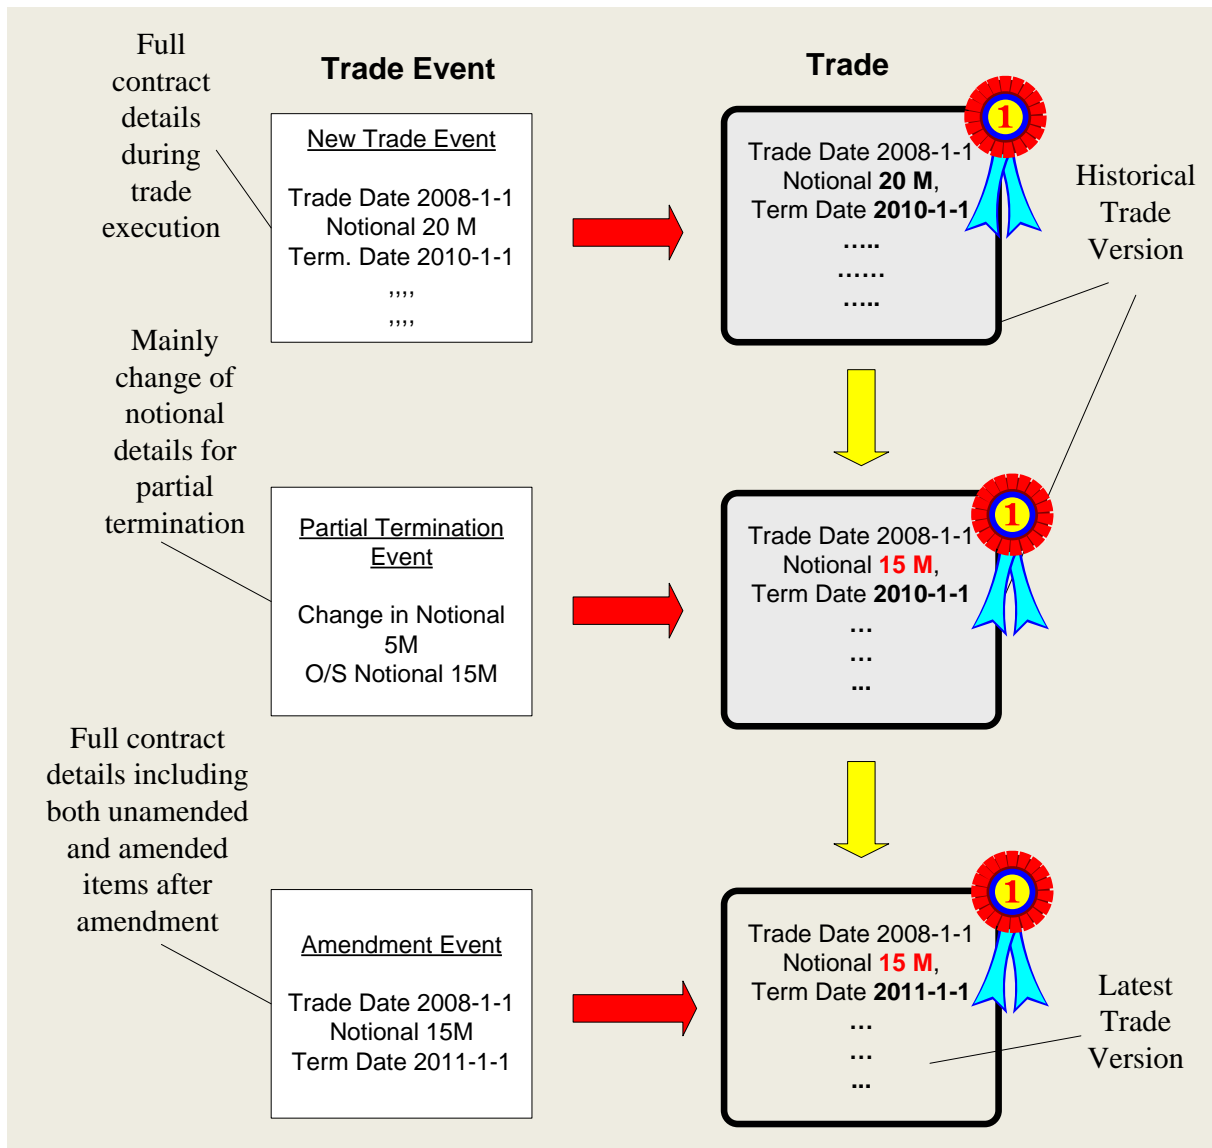 Full
contract
details
during
trade
execution
Trade Event
Trade
New Trade Event
Trade Date 2008-1-1
Notional 20 M
Term. Date 2010-1-1
,,,,
,,,,
Trade Date 2008-1-1
Notional 20 M,
Term Date 2010-1-1
.....
......
.....
1
Historical
Trade
Version
Mainly
change of
notional
details for
partial
termination
Partial Termination
Event
Change in Notional
5M
O/S Notional 15M
Trade Date 2008-1-1
Notional 15 M,
Term Date 2010-1-1
...
...
...
1
Full contract
details including
both unamended
and amended
items after
amendment
Amendment Event
Trade Date 2008-1-1
Notional 15M
Term Date 2011-1-1
Trade Date 2008-1-1
Notional 15 M,
Term Date 2011-1-1
...
...
...
1
Latest
Trade
Version